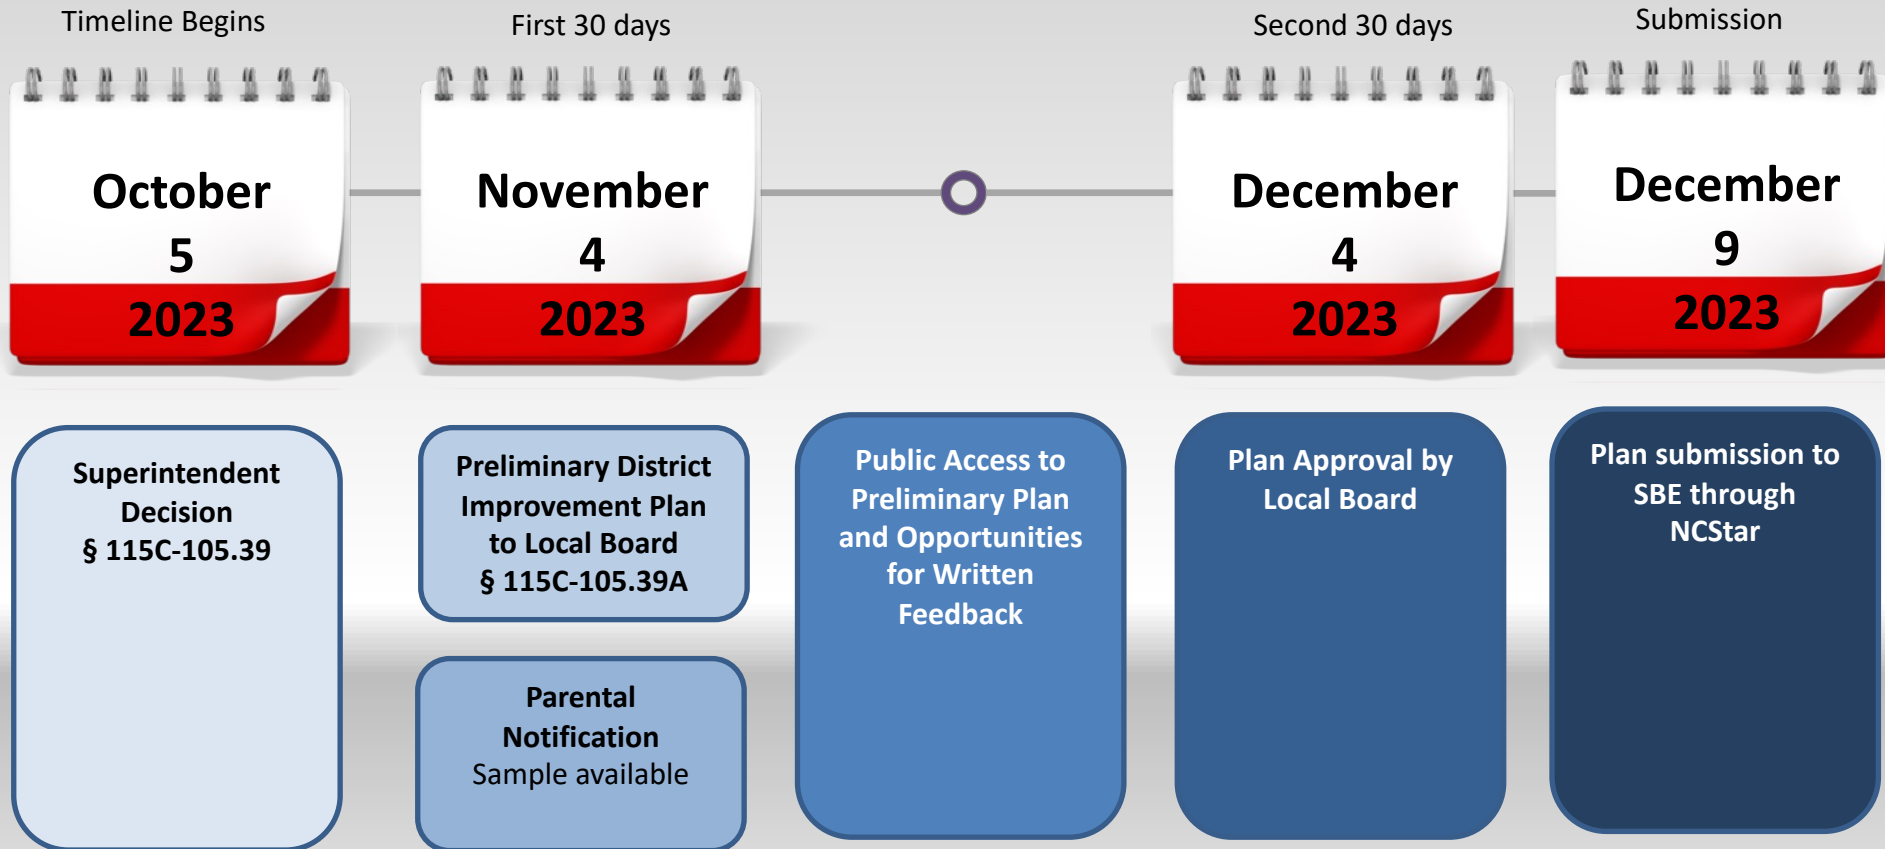 Timeline Begins
First 30 days
Second 30 days
Submission
October
5
2023
November
4
2023
December
4
2023
December
9
2023
Superintendent
Decision
§ 115C-105.39
Preliminary District
Improvement Plan
to Local Board
§ 115C-105.39A
Parental
Notification
Sample available
Public Access to
Preliminary Plan
and Opportunities
for Written
Feedback
Plan Approval by
Local Board
Plan submission to
SBE through
NCStar